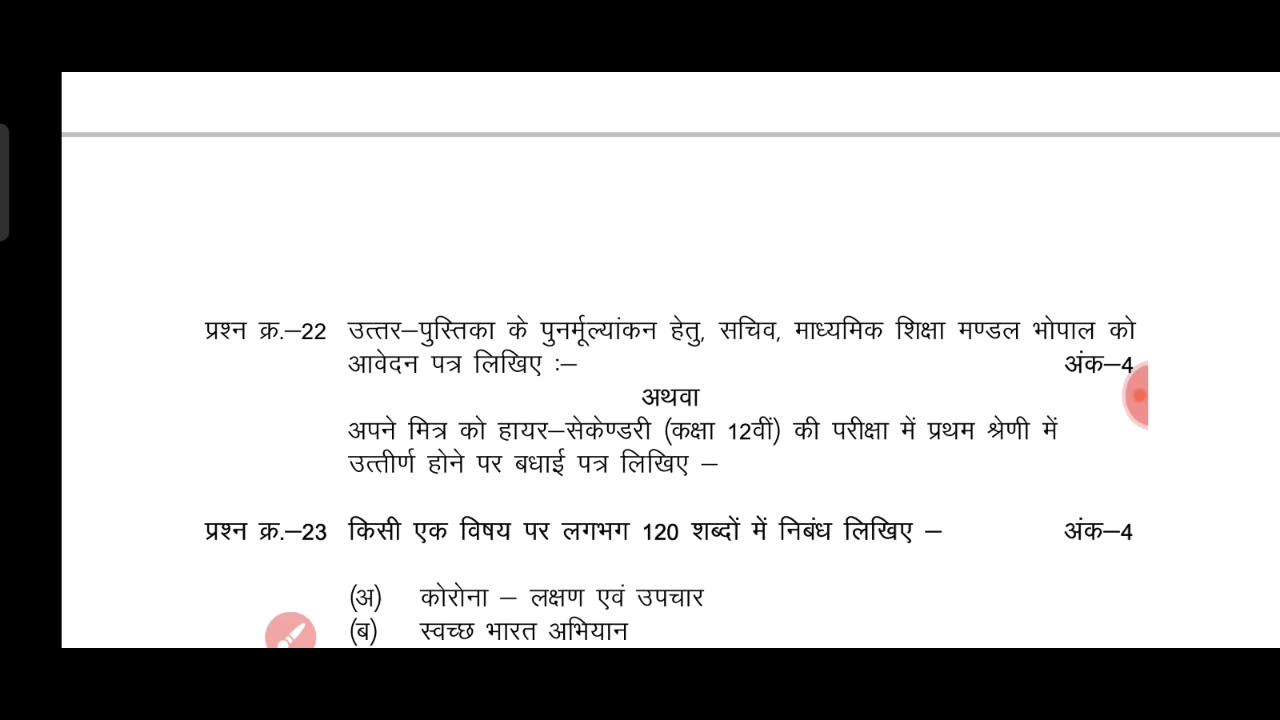 प्रश्न क्र.–22 उत्तर–पुस्तिका के पुनर्मूल्यांकन हेतु, सचिव, माध्यमिक शिक्षा मण्डल भोपाल को
आवेदन पत्र लिखिए :– अंक–4
अथवा
अपने मित्र को हायर–सेकेण्डरी (कक्षा 12वीं) की परीक्षा में प्रथम श्रेणी में
उत्तीर्ण होने पर बधाई पत्र लिखिए –
प्रश्न क्र.–23 किसी एक विषय पर लगभग 120 शब्दों में निबंध लिखिए – अंक–4
(अ) कोरोना – लक्षण एवं उपचार
(ब) स्वच्छ भारत अभियान